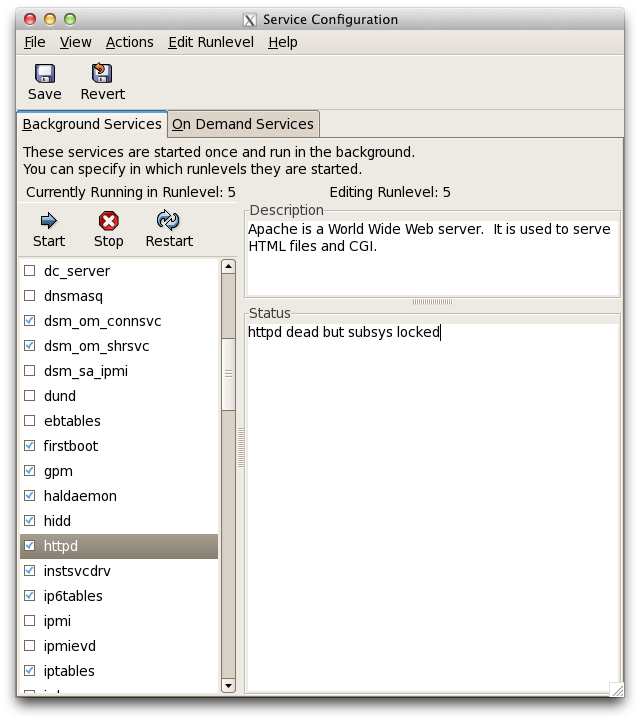 Service Configuration
File View Actions Edit Runlevel Help
Save Revert
Background Services On Demand Services
These services are started once and run in the background.
You can specify in which runlevels they are started.
Currently Running in Runlevel: 5 Editing Runlevel: 5
Start Stop Restart
dc_server
dnsmasq
dsm_om_connsvc
dsm_om_shrsvc
dsm_sa_ipmi
dund
ebtables
firstboot
gpm
haldaemon
hidd
httpd
instsvcdrv
ip6tables
ipmi
ipmievd
iptables
Description
Apache is a World Wide Web server.  It is used to serve
HTML files and CGI.
Status
httpd dead but subsys locked